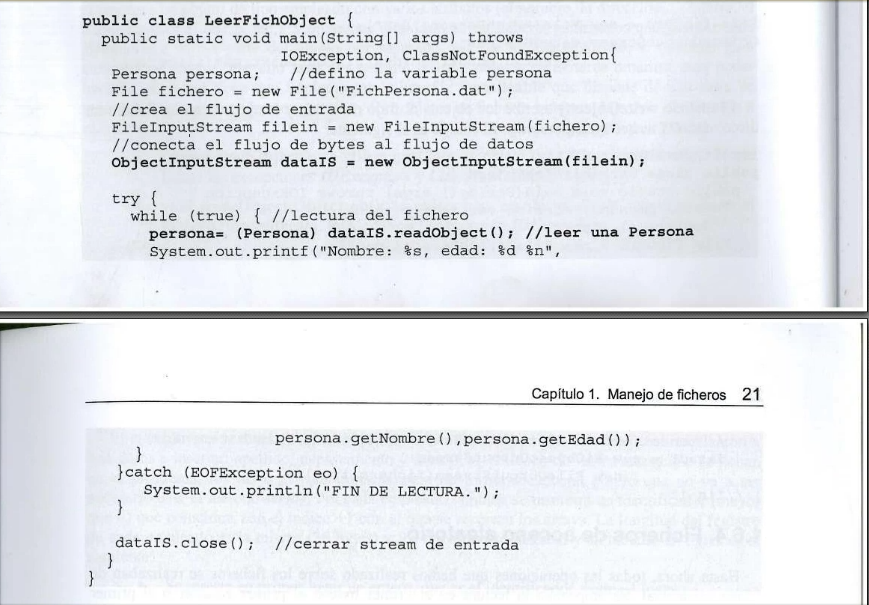 public class LeerFichObject {
public static void main(String[] args) throws
IOException, ClassNotFoundException{
Persona persona; //defino la variable persona
File fichero = new File("FichPersona.dat");
//crea el flujo de entrada
FileInputStream filein = new FileInputStream(fichero);
//conecta el flujo de bytes al flujo de datos
ObjectInputStream dataIS = new ObjectInputStream(filein);
try {
while (true) { //lectura del fichero
persona= (Persona) dataIS.readObject(); //leer una Persona
System.out.printf("Nombre: %s, edad: %d %n",
Capítulo 1. Manejo de ficheros 21
persona.getNombre(),persona.getEdad());
}
}catch (EOFException eo) {
System.out.println("FIN DE LECTURA.");
}
dataIS.close(); //cerrar stream de entrada
}
}